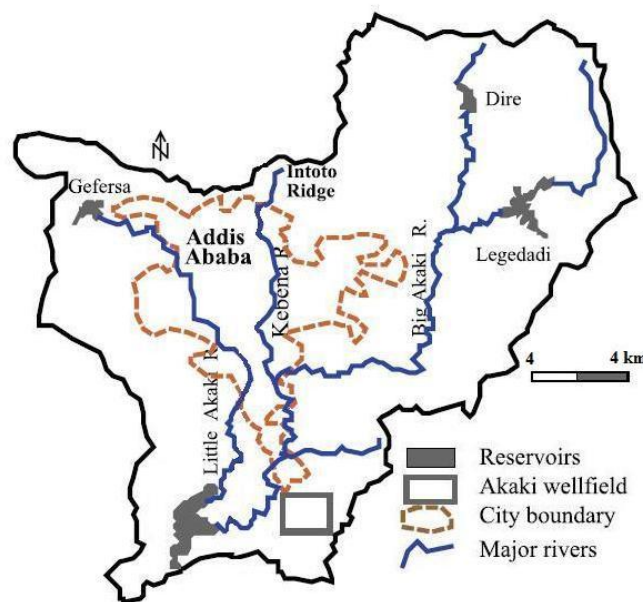 Dire
N
Intoto
Ridge
Gefersa
Addis
Ababa
Kebena R.
Big Akaki R.
Legedadi
Little Akaki R.
4 4 km
Reservoirs
Akaki wellfield
City boundary
Major rivers